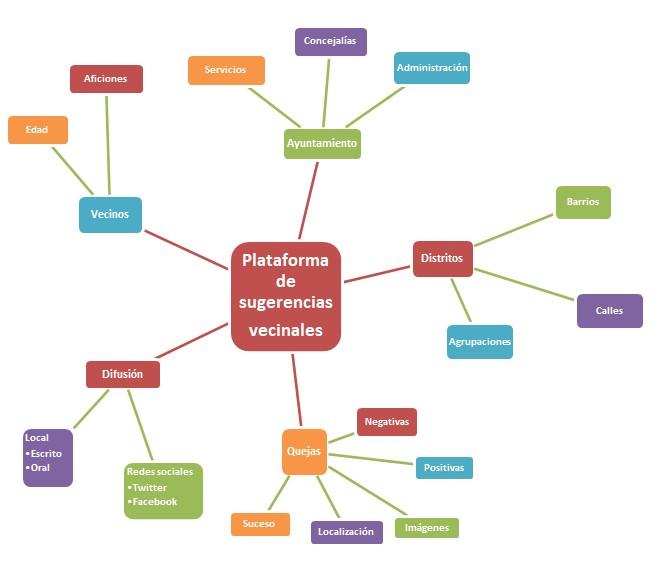 Concejalías
Servicios
Administración
Aficiones
Edad
Ayuntamiento
Vecinos
Barrios
Distritos
Plataforma
de
sugerencias
vecinales
Calles
Agrupaciones
Difusión
Negativas
Local
•Escrito
•Oral
Quejas
Positivas
Redes sociales
•Twitter
•Facebook
Suceso
Localización
Imágenes